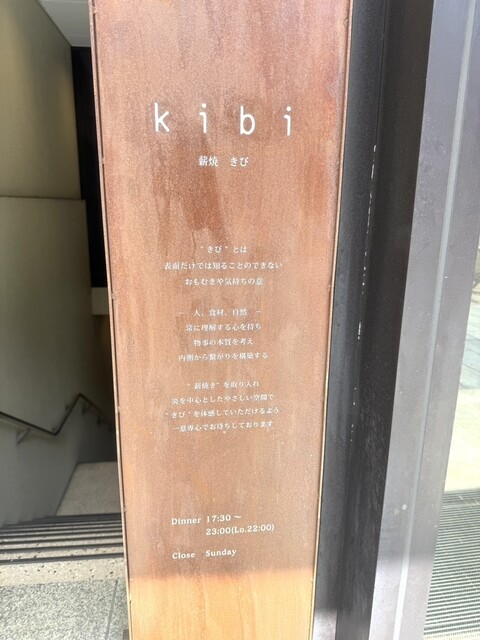 kibi
薪焼 きび
"きび"とは
表面だけでは知ることのできない
おもむきや気持ちの意
― 人、食材、自然 ―
常に理解する心を持ち
物事の本質を考え
内側から繋がりを構築する
"薪焼き"を取り入れ
炎を中心としたやさしい空間で
"きび"を体感していただけるよう
一意専心でお待ちしております
Dinner 17:30～
23:00(Lo.22:00)
Close Sunday